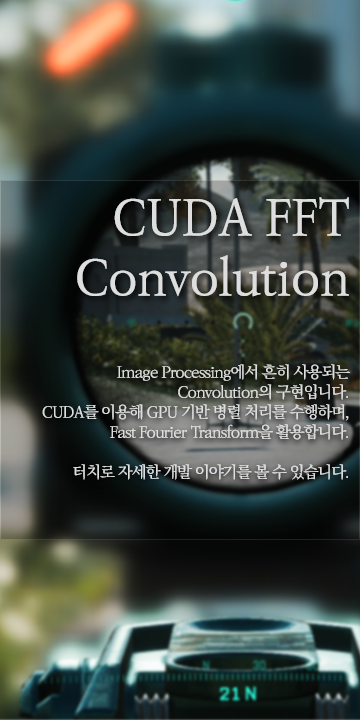 CUDA FFT
Convolution
Image Processing에서 흔히 사용되는
Convolution의 구현입니다.
CUDA를 이용해 GPU 기반 병렬 처리를 수행하며,
Fast Fourier Transform을 활용합니다.
터치로 자세한 개발 이야기를 볼 수 있습니다.
N 30
21 N